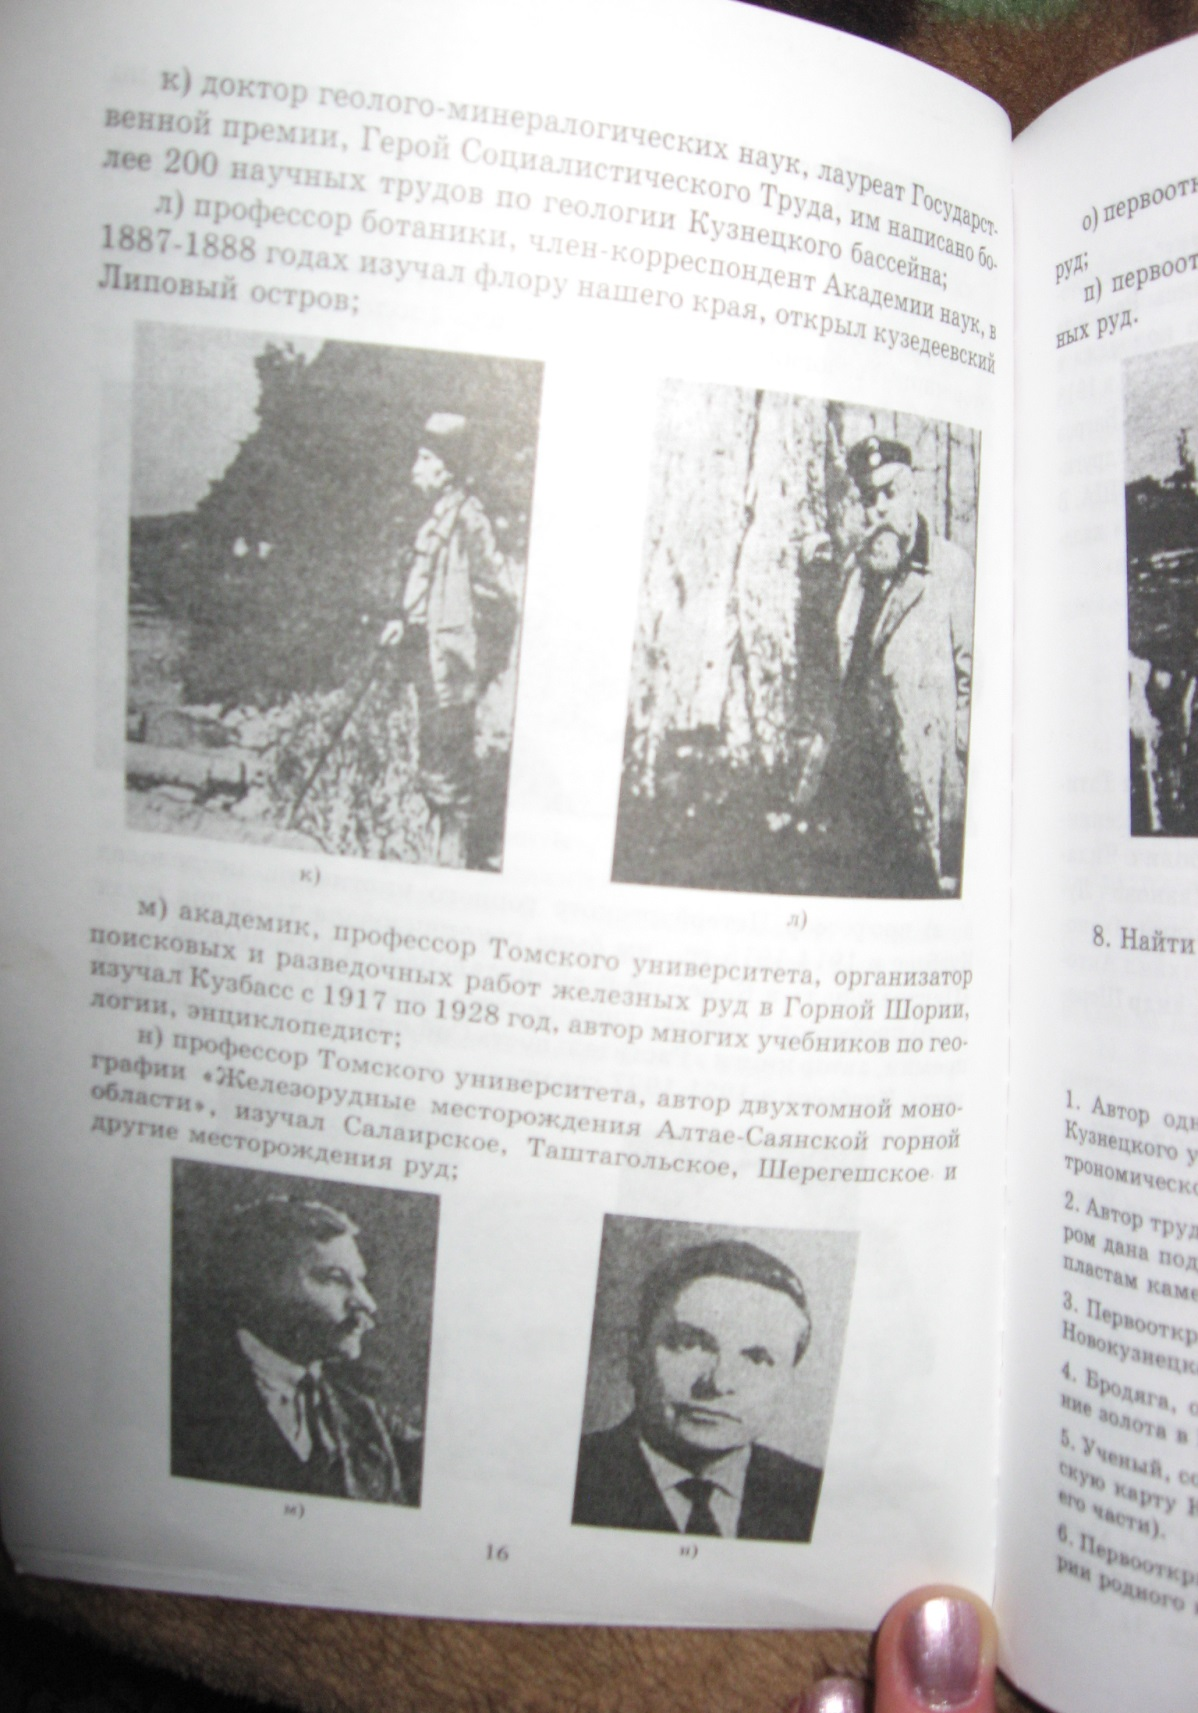 к) доктор геолого-минералогических наук, лауреат Государст-
венной премии, Герой Социалистического Труда, им написано бо-
лее 200 научных трудов по геологии Кузнецкого бассейна;
л) профессор ботаники, член-корреспондент Академии наук, в
1887-1888 годах изучал флору нашего края, открыл кузедеевский
Липовый остров;
к)
л)
м) академик, профессор Томского университета, организатор
поисковых и разведочных работ железных руд в Горной Шории,
изучал Кузбасс с 1917 по 1928 год, автор многих учебников по гео-
логии, энциклопедист;
н) профессор Томского университета, автор двухтомной моно-
графии «Железорудные месторождения Алтае-Саянской горной
области», изучал Салаирское, Таштагольское, Шерегешское и
другие месторождения руд;
м)
н)
16
о) первоотк
руд;
п) первоот
ных руд.
8. Найти
1. Автор одн
Кузнецкого у
трономическо
2. Автор труд
ром дана под
пластам каме
3. Первооткр
Новокузнецк
4. Бродяга, о
ние золота в
5. Ученый, со
скую карту
его части).
6. Первооткр
рии родного